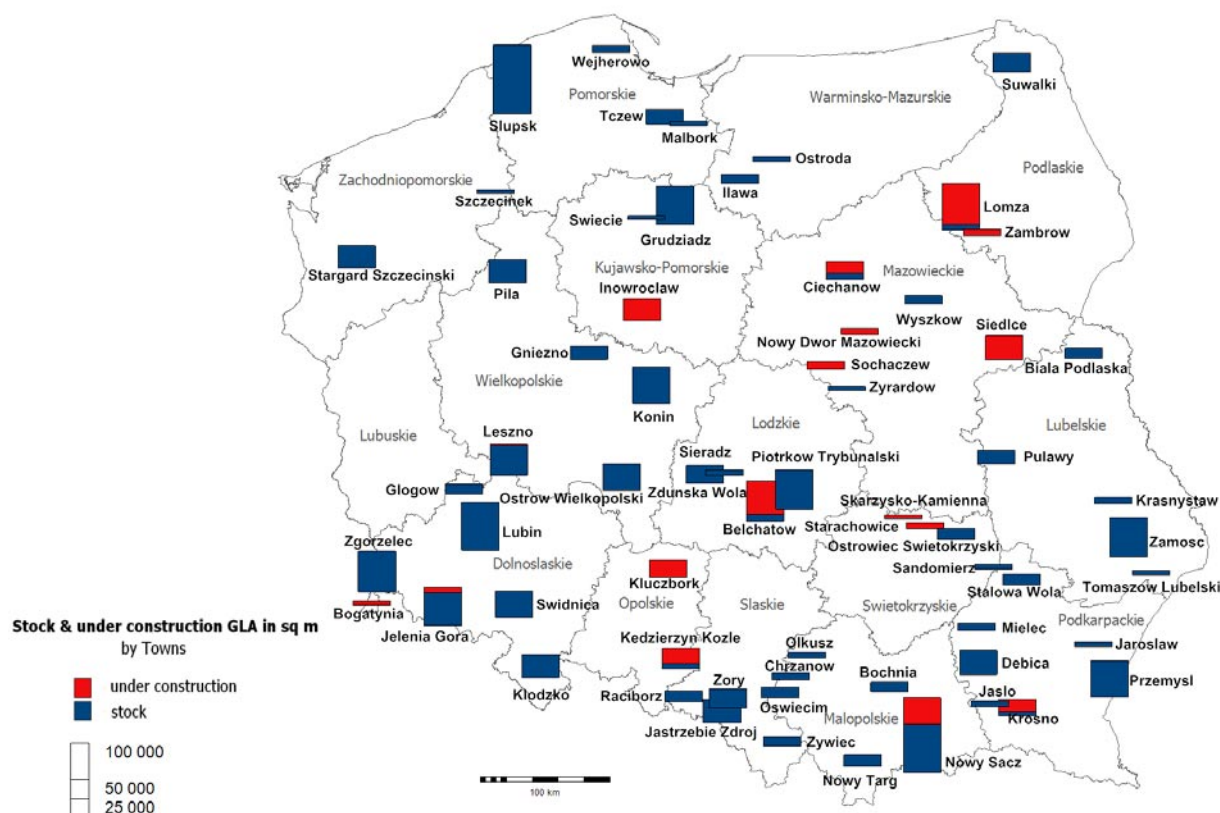 Wejherowo
Suwalki
Pomorskie
Warminsko-Mazurskie
Tczew
Slupsk
Malbork
Ostroda
Podlaskie
Zachodniopomorskie
Ilawa
Szczecinek
Lomza
Swiecie
Grudziadz
Zambrow
Stargard Szczecinski
Kujawsko-Pomorskie
Mazowieckie
Pila
Inowroclaw
Ciechanow
Wyszkow
Siedlce
Nowy Dwor Mazowiecki
Gniezno
Sochaczew
Biala Podlaska
Wielkopolskie
Zyrardow
Konin
Lodzkie
Lubelskie
Leszno
Lubuskie
Sieradz
Piotrkow Trybunalski
Pulawy
Glogow
Ostrow Wielkopolski
Zdunska Wola
Skarzysko-Kamienna
Krasnystaw
Belchatow
Starachowice
Lubin
Ostrowiec Swietokrzyski
Zamosc
Zgorzelec
Dolnoslaskie
Sandomierz
Kluczbork
Tomaszów Lubelski
Stalowa Wola
Bogatynia
Swidnica
Opolskie
Slaskie
Swietokrzyskie
Podkarpackie
Stock & under construction GLA in sq m
by Towns
Jelenia Gora
Mielec
Kedzierzyn Kozle
Olkusz
Jaroslaw
Chrzanow
Bochnia
Debica
Przemysl
under construction
Klodzko
Raciborz
Zory
Oswiecim
Jaslo
stock
Malopolskie
Krosno
Jastrzebie Zdroj
Zywiec
100 000
Nowy Sacz
Nowy Targ
50 000
100 km
25 000